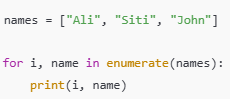 names = ["Ali", "Siti", "John"]
for i, name in enumerate(names):
    print(i, name)